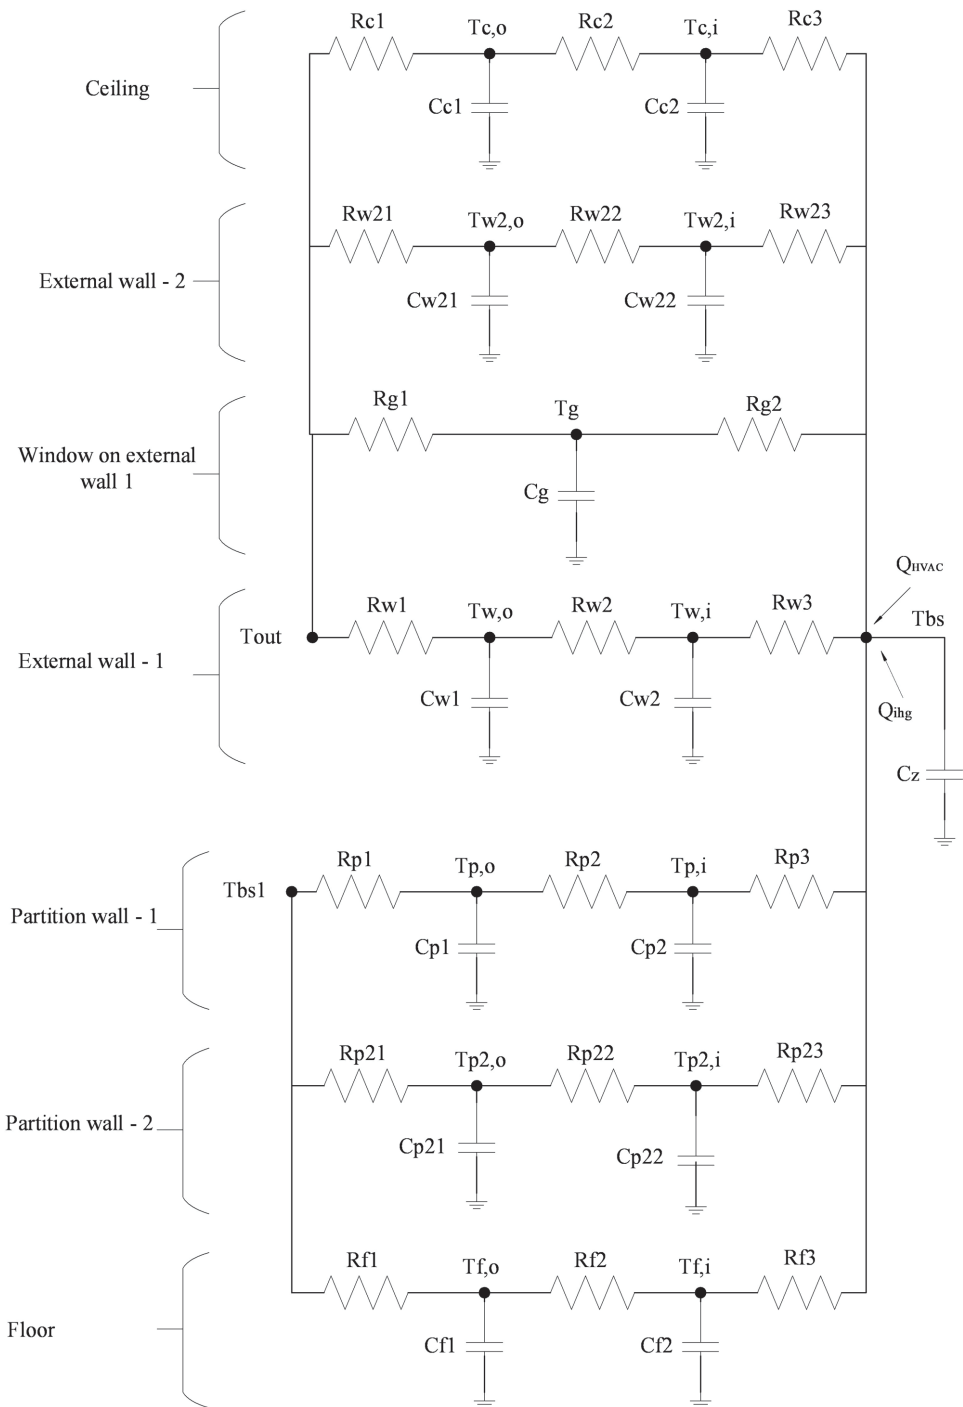 Rc1 Tc,o Rc2 Tc,i Rc3
Ceiling
Cc1 Cc2
Rw21 Tw2,o Rw22 Tw2,i Rw23
External wall - 2
Cw21 Cw22
Rg1 Tg Rg2
Window on external
wall 1
Cg
QHVAC
Rw1 Tw,o Rw2 Tw,i Rw3 Tbs
Tout
External wall - 1
Cw1 Cw2 Qihg
Cz
Rp1 Tp,o Rp2 Tp,i Rp3
Tbs1
Partition wall - 1
Cp1 Cp2
Rp21 Tp2,o Rp22 Tp2,i Rp23
Partition wall - 2
Cp21 Cp22
Rf1 Tf,o Rf2 Tf,i Rf3
Floor
Cf1 Cf2